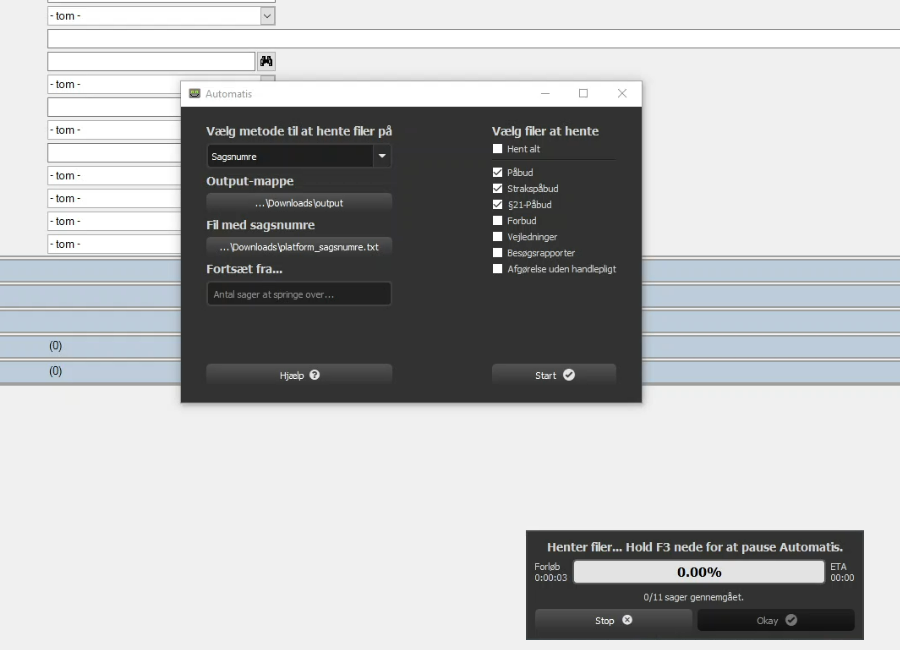 - tom -
- tom -
- tom -
- tom -
- tom -
- tom -
- tom -
(0)
(0)
Automatis
Vælg metode til at hente filer på
Sagsnumre
Output-mappe
...\Downloads\output
Fil med sagsnumre
...\Downloads\platform_sagsnumre.txt
Fortsæt fra...
Antal sager at springe over...
Hjælp
Vælg filer at hente
Hent alt
Påbud
Strakspåbud
§21-Påbud
Forbud
Vejledninger
Besøgsrapporter
Afgørelse uden handlepligt
Start
Henter filer... Hold F3 nede for at pause Automatis.
Forløb
0:00:03
0.00%
ETA
00:00
0/11 sager gennemgået.
Stop
Okay